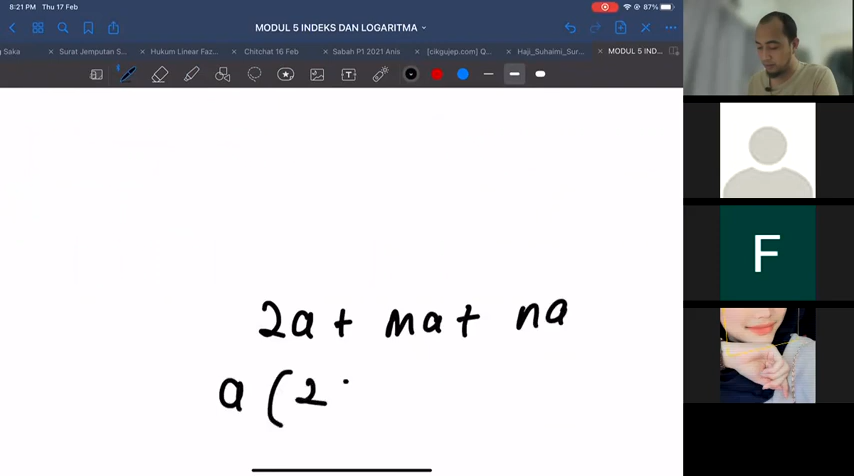 8:21 PM Thu 17 Feb
87%
MODUL 5 INDEKS DAN LOGARITMA
g Saka
Surat Jemputan S...
Hukum Linear Faz...
Chitchat 16 Feb
Sabah P1 2021 Anis
[cikgujep.com] Q...
Haji_Suhaimi_Sur...
MODUL 5 IND...
T
F
2a + ma + na
a (2